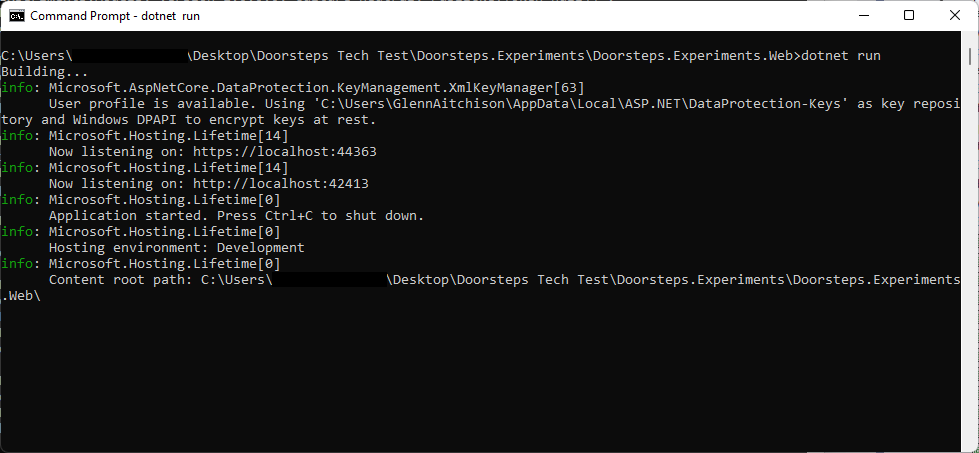 Command Prompt - dotnet run
C:\Users\ \Desktop\Doorsteps Tech Test\Doorsteps.Experiments\Doorsteps.Experiments.Web>dotnet run
Building...
info: Microsoft.AspNetCore.DataProtection.KeyManagement.XmlKeyManager[63]
User profile is available. Using 'C:\Users\GlennAitchison\AppData\Local\ASP.NET\DataProtection-Keys' as key reposi
tory and Windows DPAPI to encrypt keys at rest.
info: Microsoft.Hosting.Lifetime[14]
Now listening on: https://localhost:44363
info: Microsoft.Hosting.Lifetime[14]
Now listening on: http://localhost:42413
info: Microsoft.Hosting.Lifetime[0]
Application started. Press Ctrl+C to shut down.
info: Microsoft.Hosting.Lifetime[0]
Hosting environment: Development
info: Microsoft.Hosting.Lifetime[0]
Content root path: C:\Users\ \Desktop\Doorsteps Tech Test\Doorsteps.Experiments\Doorsteps.Experiments
.Web\